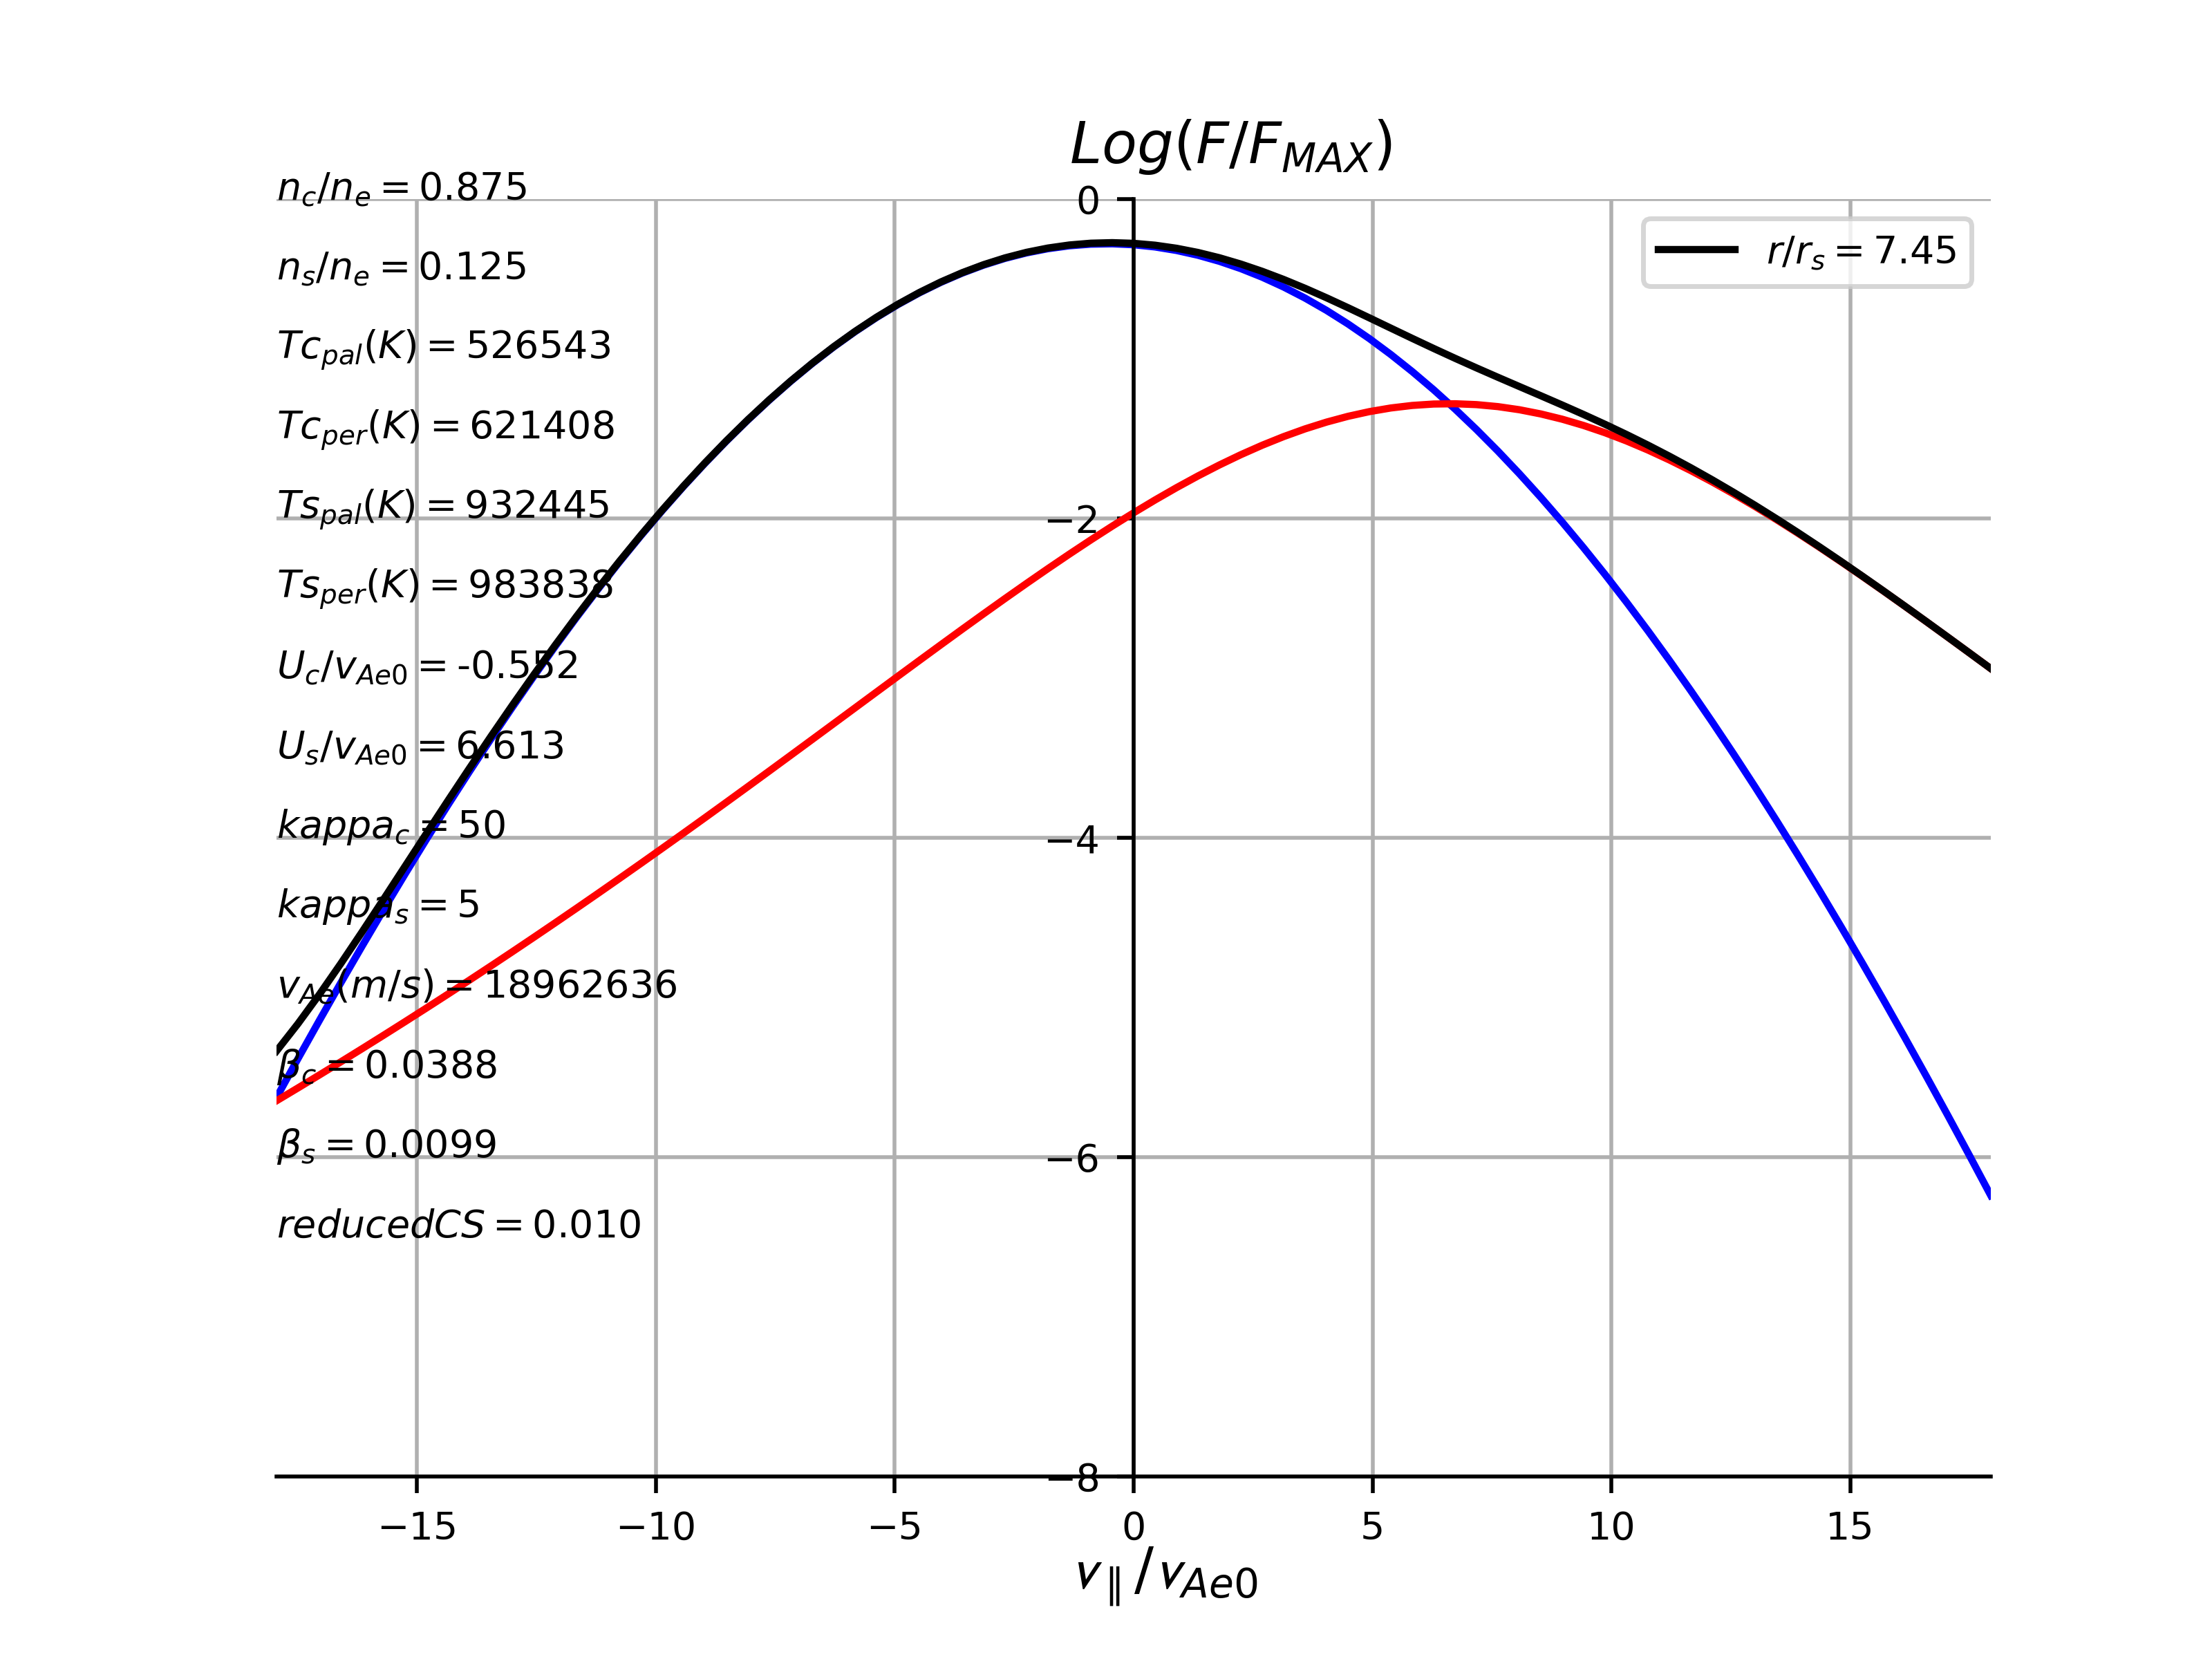 Log(F/F_MAX)
n_c/n_e = 0.875
0
r/r_s = 7.45
n_s/n_e = 0.125
Tc_pal(K) = 526543
Tc_per(K) = 621408
Ts_pal(K) = 932445
−2
Ts_per(K) = 983838
U_c/v_Ae0 = -0.552
U_s/v_Ae0 = 6.613
kappa_c = 50
−4
kappa_s = 5
v_Ae(m/s) = 18962636
β_c = 0.0388
β_s = 0.0099
−6
reducedCS = 0.010
−8
−15 −10 −5 0 5 10 15
v_∥/v_Ae0